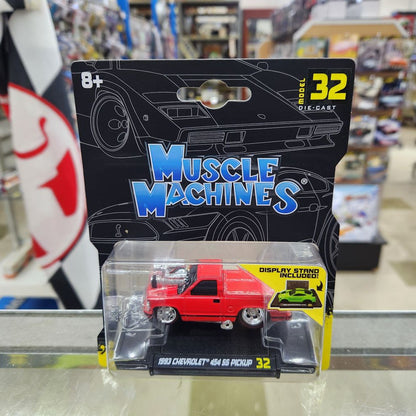 8+
MODEL
32
DIE-CAST
MUSCLE
MACHINES®
DISPLAY STAND
INCLUDED!
1993 CHEVROLET® 454 SS PICKUP 32